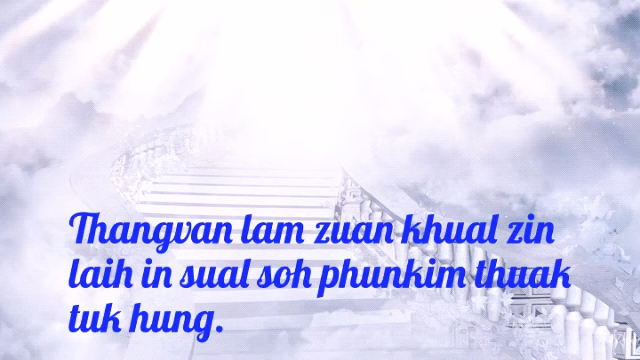 Thangvan lam zuan khual zin
laih in sual soh phunkim thuak
tuk hung.